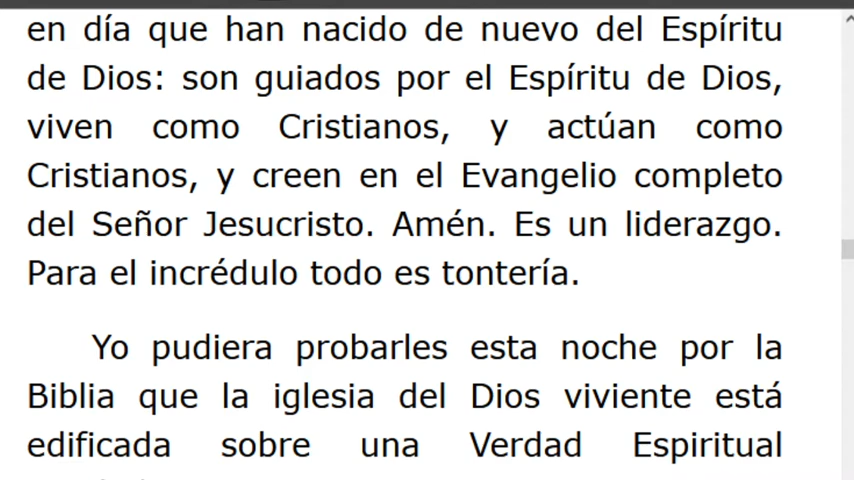 en día que han nacido de nuevo del Espíritu
de Dios: son guiados por el Espíritu de Dios,
viven como Cristianos, y actúan como
Cristianos, y creen en el Evangelio completo
del Señor Jesucristo. Amén. Es un liderazgo.
Para el incrédulo todo es tontería.
Yo pudiera probarles esta noche por la
Biblia que la iglesia del Dios viviente está
edificada sobre una Verdad Espiritual